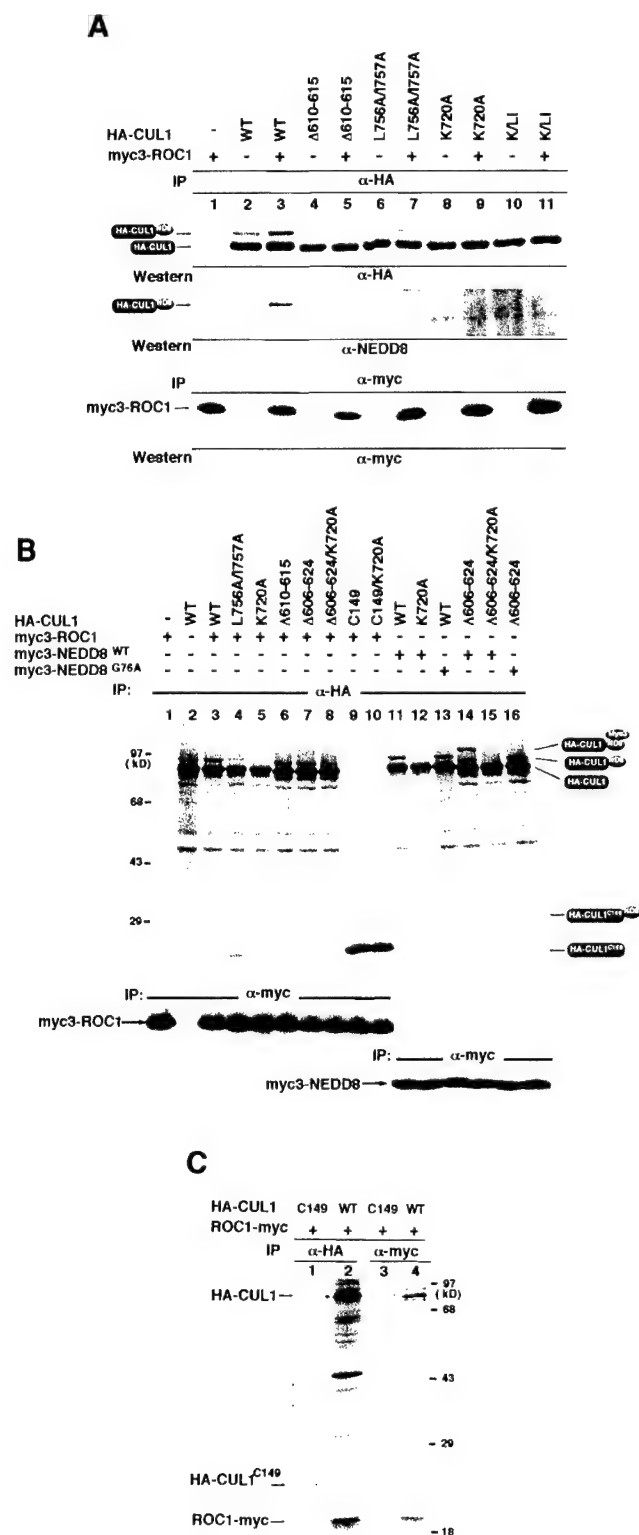 A
HA-CUL1 - WT WT Δ610-615 Δ610-615 L756A/I757A L756A/I757A K720A K720A K/LI K/LI
myc3-ROC1 + - + - + - + - + - +
IP α-HA
1 2 3 4 5 6 7 8 9 10 11
HA-CUL1
HA-CUL1
Western α-HA
HA-CUL1
Western α-NEDD8
IP α-myc
myc3-ROC1
Western α-myc
B
HA-CUL1 - WT WT L756A/I757A K720A Δ610-615 Δ606-624 Δ606-624/K720A C149 C149/K720A WT K720A WT Δ606-624 Δ606-624/K720A Δ606-624
myc3-ROC1 + - + + + + + + + + - - - - - -
myc3-NEDD8 WT - - - - - - - - - - + + - + + -
myc3-NEDD8 G76A - - - - - - - - - - - - + - - +
IP: α-HA
1 2 3 4 5 6 7 8 9 10 11 12 13 14 15 16
97
(kD)
68
43
29
HA-CUL1
HA-CUL1
HA-CUL1
HA-CUL1C149
HA-CUL1C149
IP: α-myc
myc3-ROC1
IP: α-myc
myc3-NEDD8
C
HA-CUL1 C149 WT C149 WT
ROC1-myc + + + +
IP α-HA α-myc
1 2 3 4
HA-CUL1
97
(kD)
68
43
29
HA-CUL1C149
ROC1-myc
18